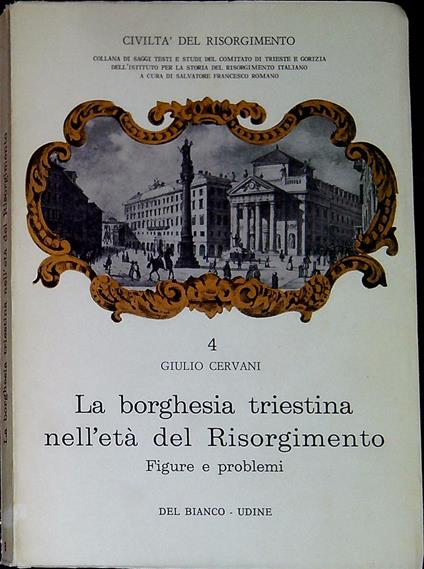 CIVILTA' DEL RISORGIMENTO
COLLANA DI SAGGI TESTI E STUDI DEL COMITATO DI TRIESTE E GORIZIA
DELL'ISTITUTO PER LA STORIA DEL RISORGIMENTO ITALIANO
A CURA DI SALVATORE FRANCESCO ROMANO
4
GIULIO CERVANI
La borghesia triestina
nell'età del Risorgimento
Figure e problemi
DEL BIANCO - UDINE
La borghesia triestina nell'età del Risorgimento